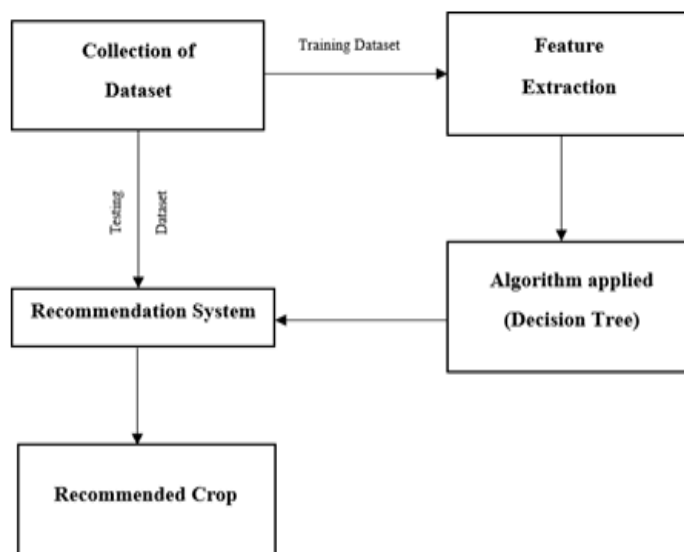 Collection of
Dataset
Training Dataset
Feature
Extraction
Testing
Dataset
Algorithm applied
(Decision Tree)
Recommendation System
Recommended Crop